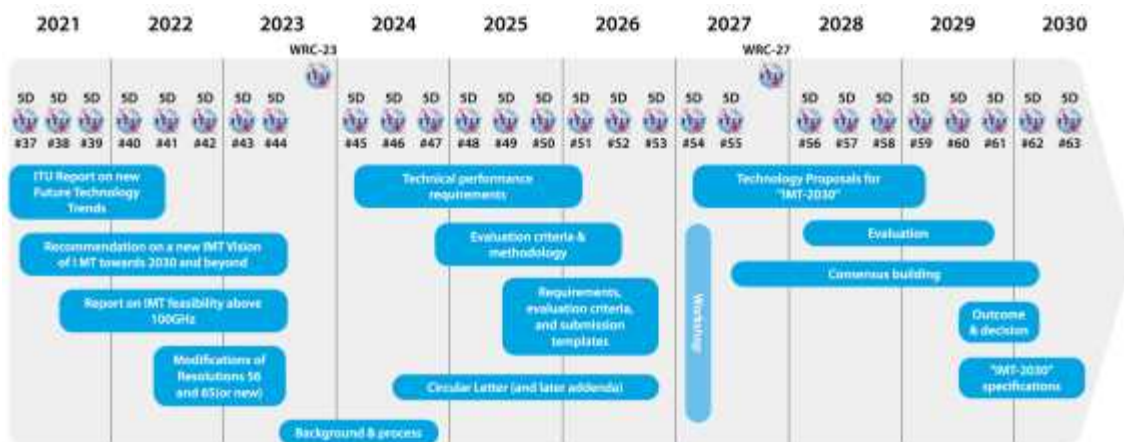 2021 2022 2023 2024 2025 2026 2027 2028 2029 2030
WRC-23 WRC-27
5D 5D 5D 5D 5D 5D 5D 5D 5D 5D 5D 5D 5D 5D 5D 5D 5D 5D 5D 5D 5D 5D 5D 5D 5D 5D 5D
#37 #38 #39 #40 #41 #42 #43 #44 #45 #46 #47 #48 #49 #50 #51 #52 #53 #54 #55 #56 #57 #58 #59 #60 #61 #62 #63
ITU Report on new
Future Technology
Trends
Technical performance
requirements
Technology Proposals for
"IMT-2030"
Recommendation on a new IMT Vision
of IMT towards 2030 and beyond
Evaluation criteria &
methodology
Evaluation
Consensus building
Report on IMT feasibility above
100GHz
Requirements,
evaluation criteria,
and submission
templates
Workshop
Outcome
& decision
Modifications of
Resolutions 56
and 65(or new)
Circular Letter (and later addenda)
"IMT-2030"
specifications
Background & process